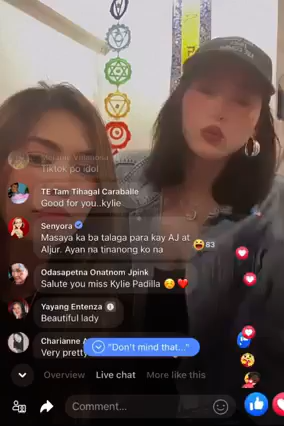 Tiktok po idol
TE Tam Tihagal Caraballe
Good for you..kylie
Senyora
Masaya ka ba talaga para kay AJ at
Aljur. Ayan na tinanong ko na
83
Odasapetna Onatnom Jpink
Salute you miss Kylie Padilla
Yayang Entenza
Beautiful lady
Charianne
Very pretty
"Don't mind that..."
Overview
Live chat
More like this
Comment...